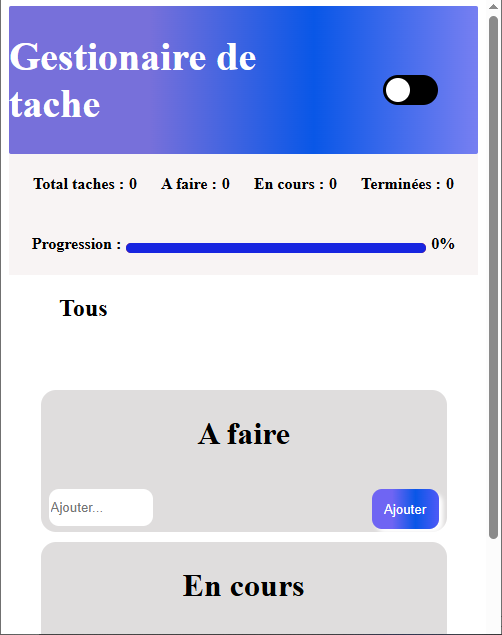 Gestionaire de
tache
Total taches : 0 A faire : 0 En cours : 0 Terminées : 0
Progression : 0%
Tous
A faire
Ajouter... Ajouter
En cours